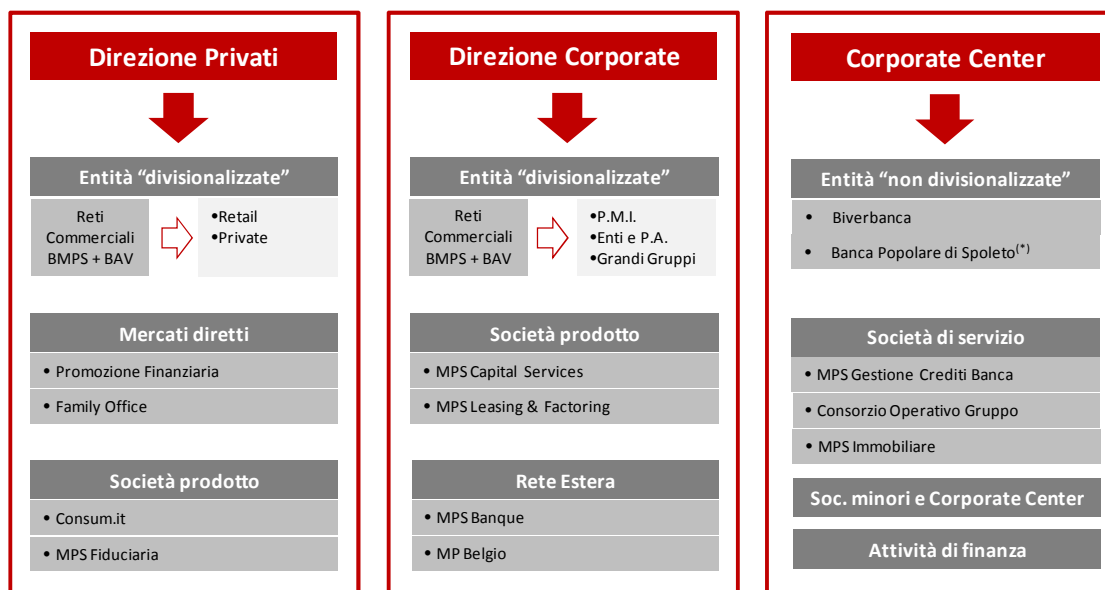 Direzione Privati
Entità “divisionalizzate”
Reti
Commerciali
BMPS + BAV
•Retail
•Private
Mercati diretti
• Promozione Finanziaria
• Family Office
Società prodotto
• Consum.it
• MPS Fiduciaria
Direzione Corporate
Entità “divisionalizzate”
Reti
Commerciali
BMPS + BAV
•P.M.I.
•Enti e P.A.
•Grandi Gruppi
Società prodotto
• MPS Capital Services
• MPS Leasing & Factoring
Rete Estera
• MPS Banque
• MP Belgio
Corporate Center
Entità “non divisionalizzate”
• Biverbanca
• Banca Popolare di Spoleto(*)
Società di servizio
• MPS Gestione Crediti Banca
• Consorzio Operativo Gruppo
• MPS Immobiliare
Soc. minori e Corporate Center
Attività di finanza